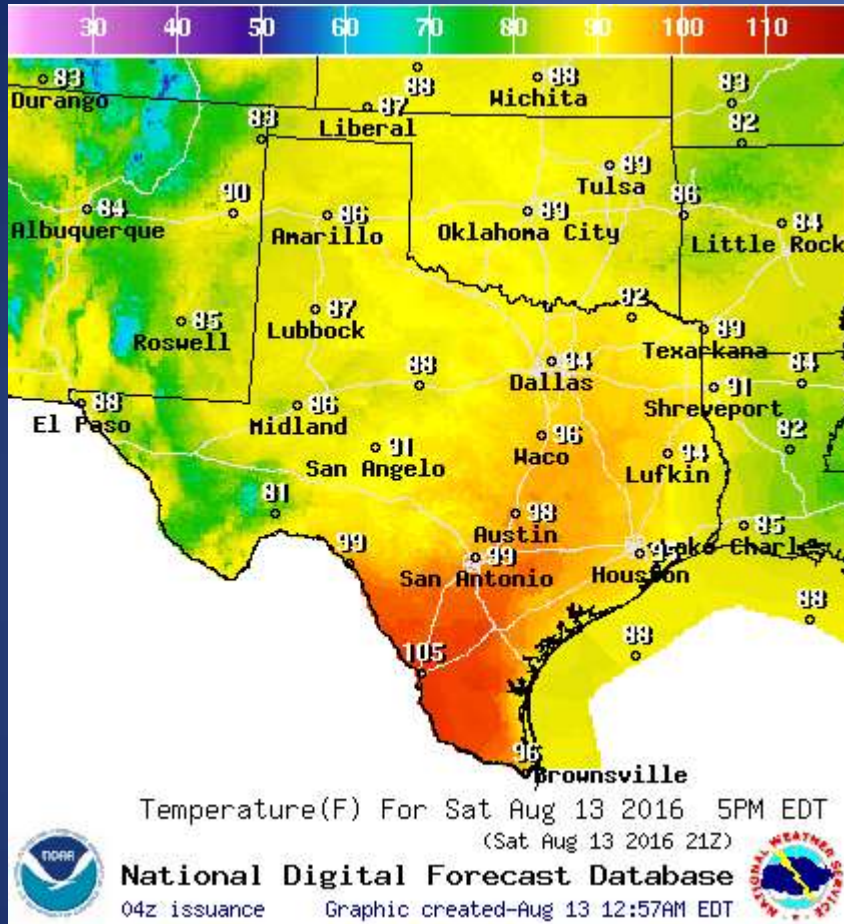 30 40 50 60 70 80 90 100 110
83
Durango
88
88
Wichita
83
87
Liberal
83
82
89
Tulsa
84
Albuquerque
90
86
Amarillo
89
Oklahoma City
86
84
Little Rock
85
Roswell
87
Lubbock
92
89
Texarkana
88
94
Dallas
91
Shreveport
84
88
El Paso
86
Midland
91
San Angelo
96
Waco
94
Lufkin
82
81
98
Austin
85
Lake Charles
99
99
San Antonio
95
Houston
88
88
105
96
Brownsville
Temperature(F) For Sat Aug 13 2016 5PM EDT
(Sat Aug 13 2016 21Z)
NOAA
National Digital Forecast Database
04z issuance Graphic created-Aug 13 12:57AM EDT
NATIONAL WEATHER SERVICE